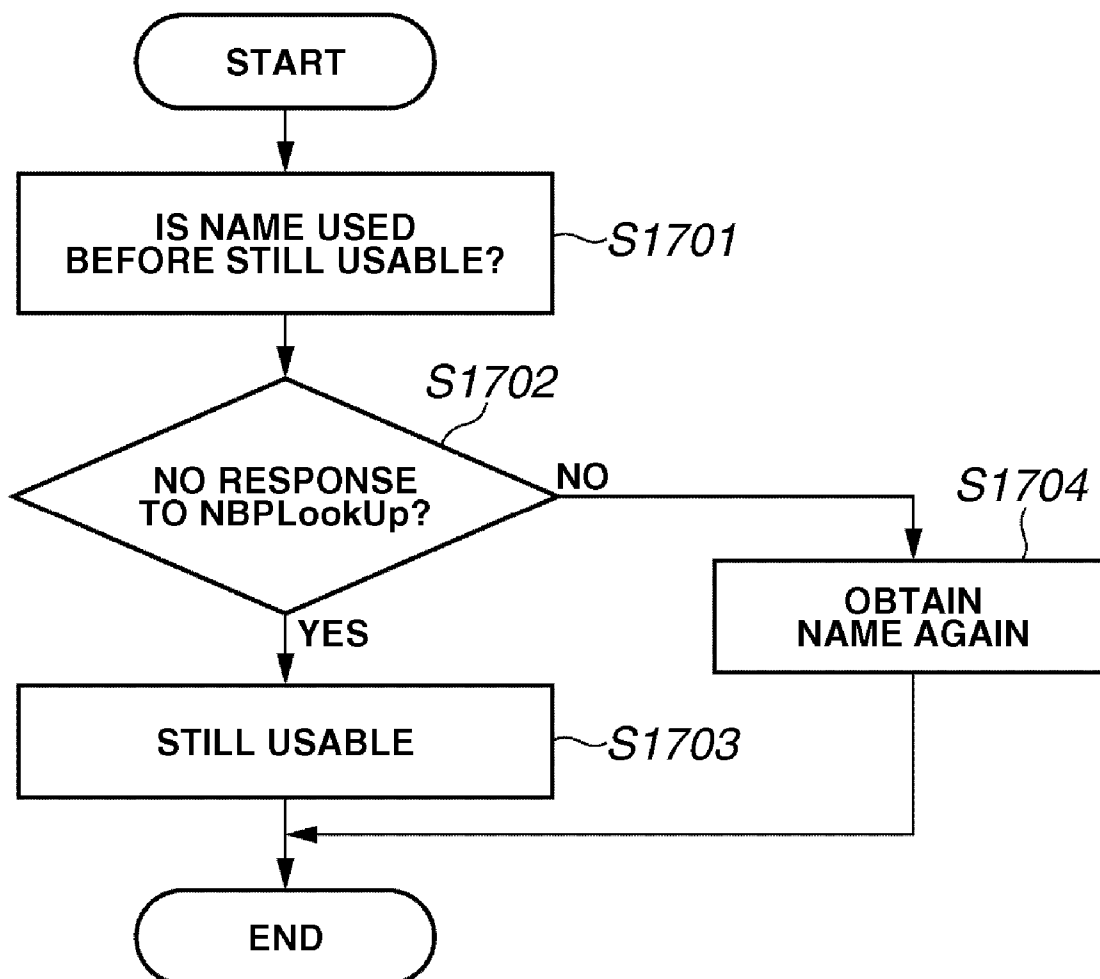 START
IS NAME USED
BEFORE STILL USABLE?
S1701
S1702
NO RESPONSE
TO NBPLookUp?
NO
S1704
OBTAIN
NAME AGAIN
YES
STILL USABLE
S1703
END